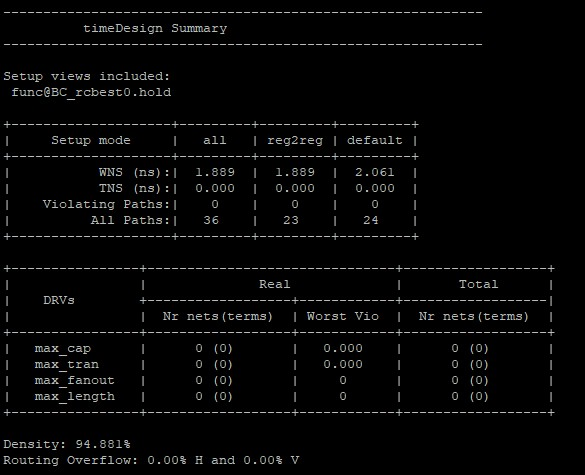 ------------------------------------------------------------
          timeDesign Summary
------------------------------------------------------------
Setup views included:
 func@BC_rcbest0.hold
+--------------------+---------+---------+---------+
|     Setup mode     |   all   | reg2reg | default |
+--------------------+---------+---------+---------+
|           WNS (ns):|  1.889  |  1.889  |  2.061  |
|           TNS (ns):|  0.000  |  0.000  |  0.000  |
|    Violating Paths:|    0    |    0    |    0    |
|          All Paths:|   36    |   23    |   24    |
+--------------------+---------+---------+---------+
+----------------+-------------------------------+------------------+
|                |              Real             |       Total      |
|    DRVs        +------------------+------------+------------------|
|                |  Nr nets(terms)  | Worst Vio  |  Nr nets(terms)  |
+----------------+------------------+------------+------------------+
|   max_cap      |      0 (0)       |   0.000    |      0 (0)       |
|   max_tran     |      0 (0)       |   0.000    |      0 (0)       |
|   max_fanout   |      0 (0)       |     0      |      0 (0)       |
|   max_length   |      0 (0)       |     0      |      0 (0)       |
+----------------+------------------+------------+------------------+
Density: 94.881%
Routing Overflow: 0.00% H and 0.00% V